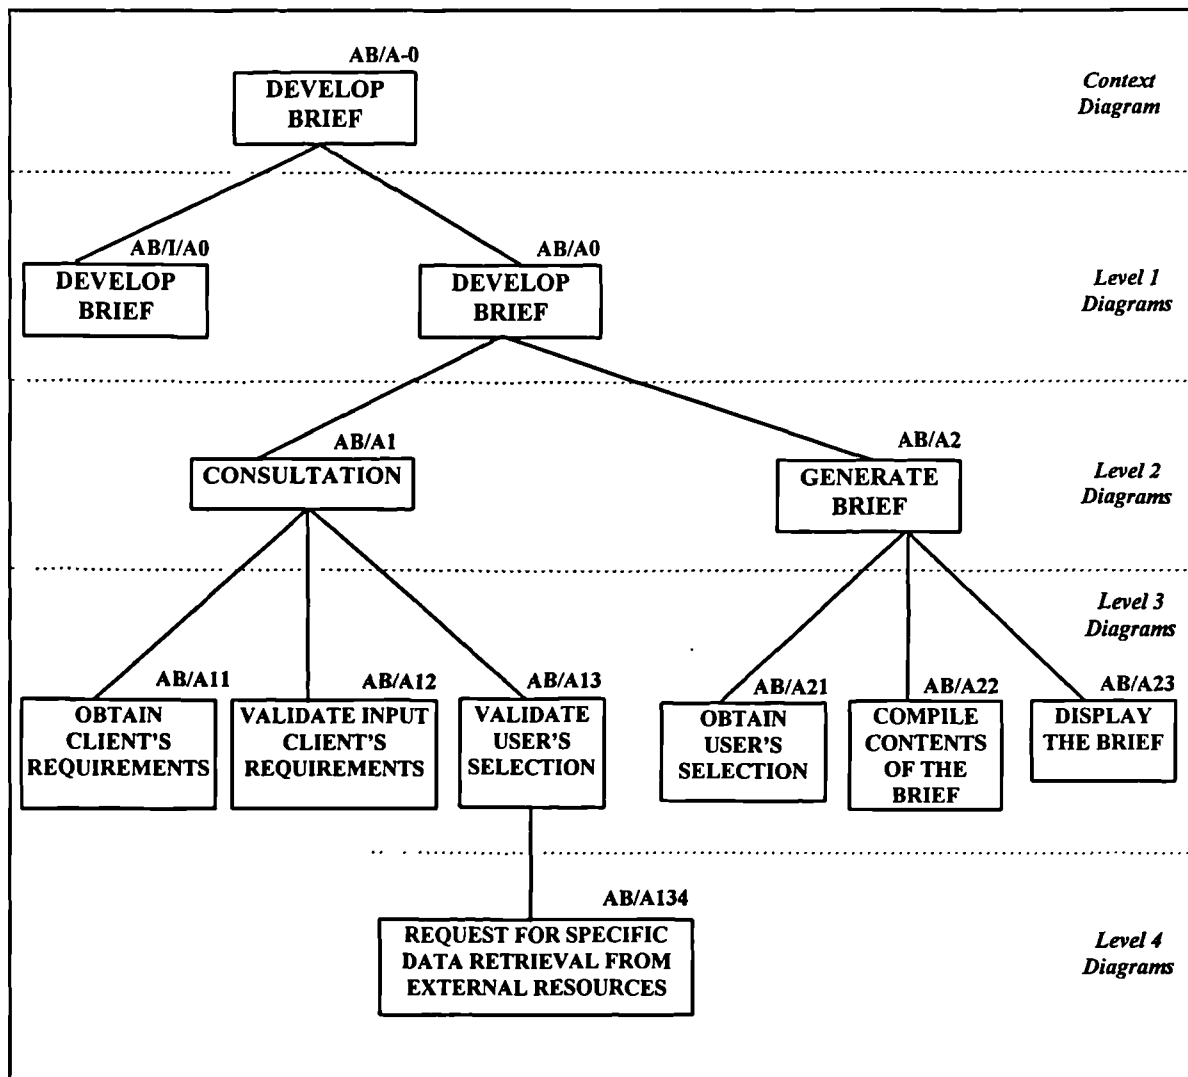 AB/A-0
DEVELOP
BRIEF
Context
Diagram
AB/I/A0
DEVELOP
BRIEF
AB/A0
DEVELOP
BRIEF
Level 1
Diagrams
AB/A1
CONSULTATION
AB/A2
GENERATE
BRIEF
Level 2
Diagrams
Level 3
Diagrams
AB/A11
OBTAIN
CLIENT'S
REQUIREMENTS
AB/A12
VALIDATE INPUT
CLIENT'S
REQUIREMENTS
AB/A13
VALIDATE
USER'S
SELECTION
AB/A21
OBTAIN
USER'S
SELECTION
AB/A22
COMPILE
CONTENTS
OF THE
BRIEF
AB/A23
DISPLAY
THE BRIEF
AB/A134
REQUEST FOR SPECIFIC
DATA RETRIEVAL FROM
EXTERNAL RESOURCES
Level 4
Diagrams